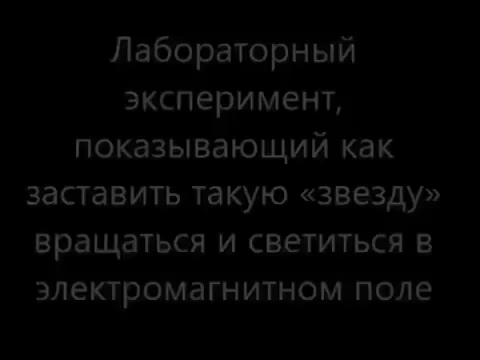 Лабораторный
эксперимент,
показывающий как
заставить такую «звезду»
вращаться и светиться в
электромагнитном поле